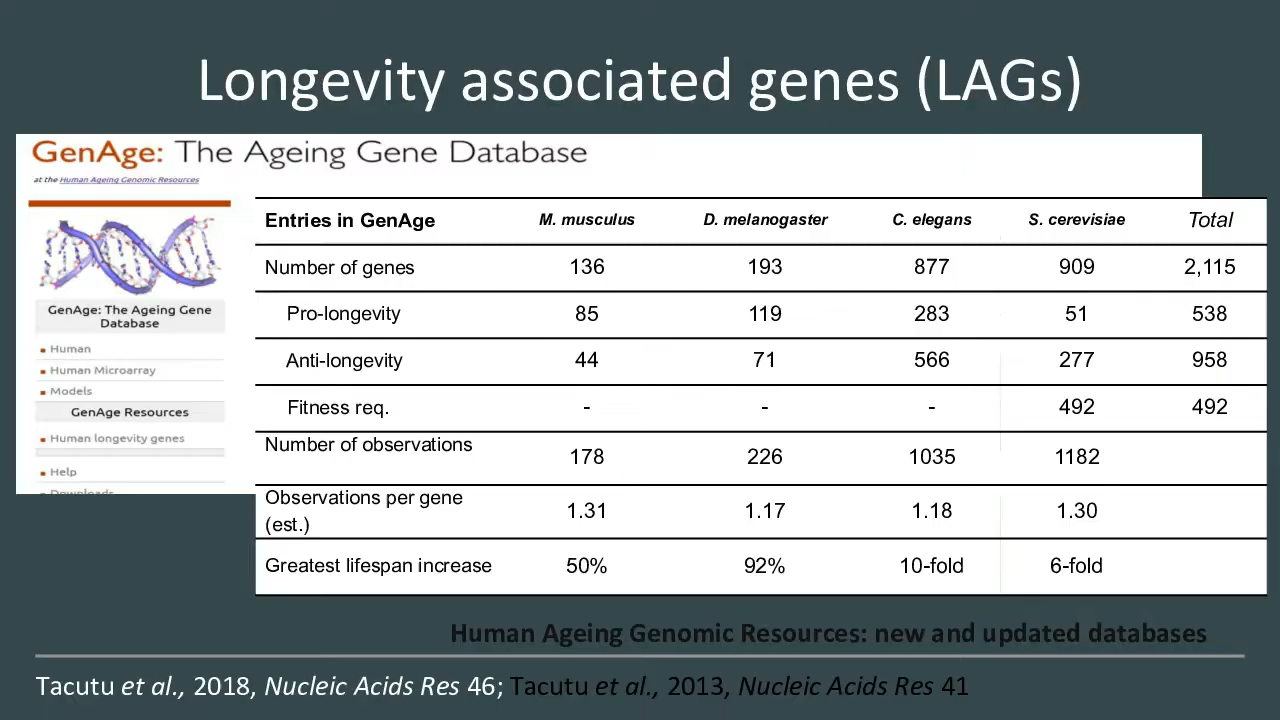 Longevity associated genes (LAGs)
GenAge: The Ageing Gene Database
at the Human Ageing Genomic Resources
GenAge: The Ageing Gene
Database
Human
Human Microarray
Models
GenAge Resources
Human longevity genes
Help
Downloads
Entries in GenAge M. musculus D. melanogaster C. elegans S. cerevisiae Total
Number of genes 136 193 877 909 2,115
Pro-longevity 85 119 283 51 538
Anti-longevity 44 71 566 277 958
Fitness req. - - - 492 492
Number of observations 178 226 1035 1182
Observations per gene
(est.) 1.31 1.17 1.18 1.30
Greatest lifespan increase 50% 92% 10-fold 6-fold
Human Ageing Genomic Resources: new and updated databases
Tacutu et al., 2018, Nucleic Acids Res 46; Tacutu et al., 2013, Nucleic Acids Res 41